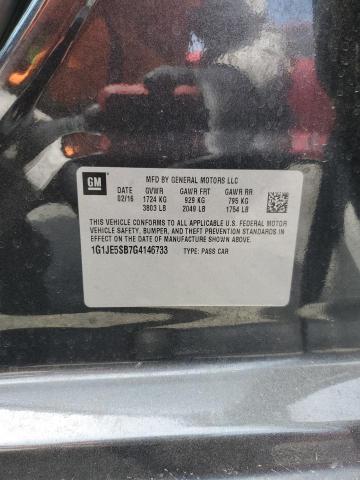 GM
MFD BY GENERAL MOTORS LLC
DATE GVWR GAWR FRT GAWR RR
02/16 1724 KG 929 KG 795 KG
3803 LB 2049 LB 1754 LB
THIS VEHICLE CONFORMS TO ALL APPLICABLE U.S. FEDERAL MOTOR
VEHICLE SAFETY, BUMPER, AND THEFT PREVENTION STANDARDS
IN EFFECT ON THE DATE OF MANUFACTURE SHOWN ABOVE.
1G1JE5SB7G4146733 TYPE: PASS CAR